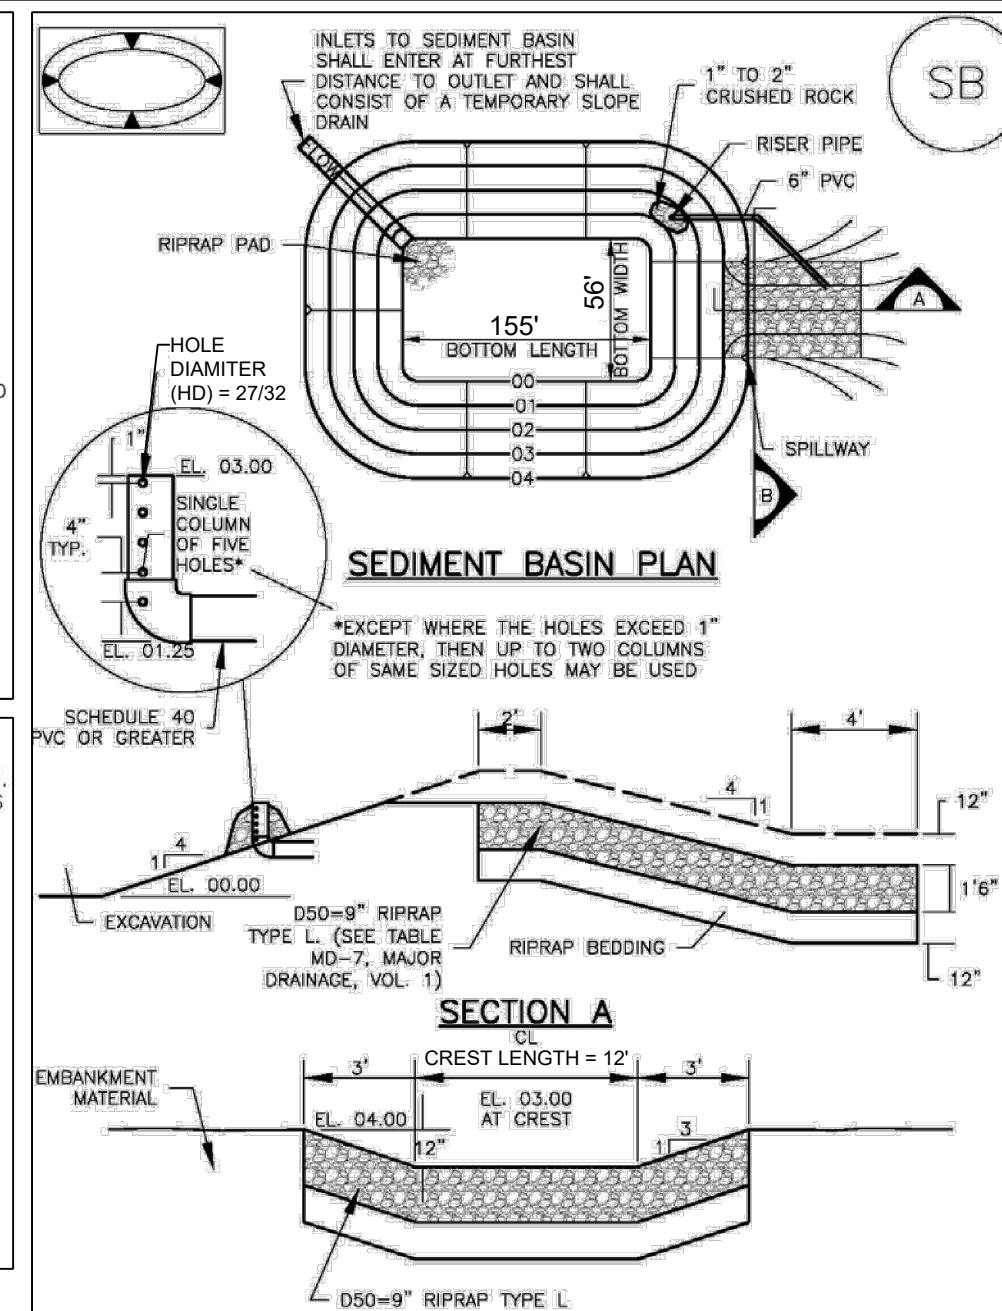 INLETS TO SEDIMENT BASIN
SHALL ENTER AT FURTHEST
DISTANCE TO OUTLET AND SHALL
CONSIST OF A TEMPORARY SLOPE
DRAIN
1" TO 2"
CRUSHED ROCK
SB
RISER PIPE
6" PVC
FLOW
RIPRAP PAD
A
56'
BOTTOM WIDTH
155'
BOTTOM LENGTH
00
01
02
03
04
SPILLWAY
B
HOLE
DIAMITER
(HD) = 27/32
1"
EL. 03.00
4"
TYP.
SINGLE
COLUMN
OF FIVE
HOLES*
EL. 01.25
SEDIMENT BASIN PLAN
*EXCEPT WHERE THE HOLES EXCEED 1"
DIAMETER, THEN UP TO TWO COLUMNS
OF SAME SIZED HOLES MAY BE USED
SCHEDULE 40
PVC OR GREATER
2'
4'
4
1
12"
4
1
EL. 00.00
1'6"
EXCAVATION
D50=9" RIPRAP
TYPE L. (SEE TABLE
MD-7, MAJOR
DRAINAGE, VOL. 1)
RIPRAP BEDDING
12"
SECTION A
CL
CREST LENGTH = 12'
3'
3'
EMBANKMENT
MATERIAL
EL. 04.00
EL. 03.00
AT CREST
12"
3
1
D50=9" RIPRAP TYPE L